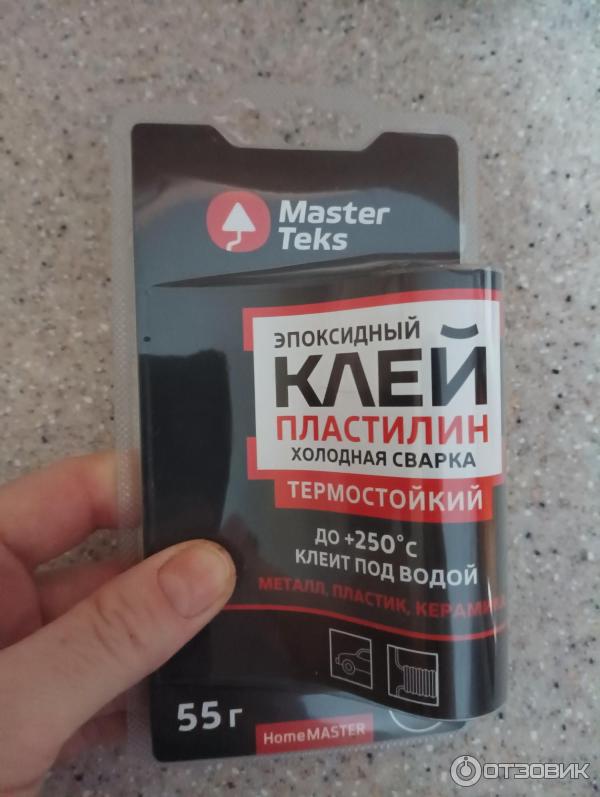 Master
Teks
ЭПОКСИДНЫЙ
КЛЕЙ
ПЛАСТИЛИН
ХОЛОДНАЯ СВАРКА
ТЕРМОСТОЙКИЙ
ДО +250°С
КЛЕИТ ПОД ВОДОЙ
МЕТАЛЛ, ПЛАСТИК,
55 г
HomeMASTER
ОТЗОВИК